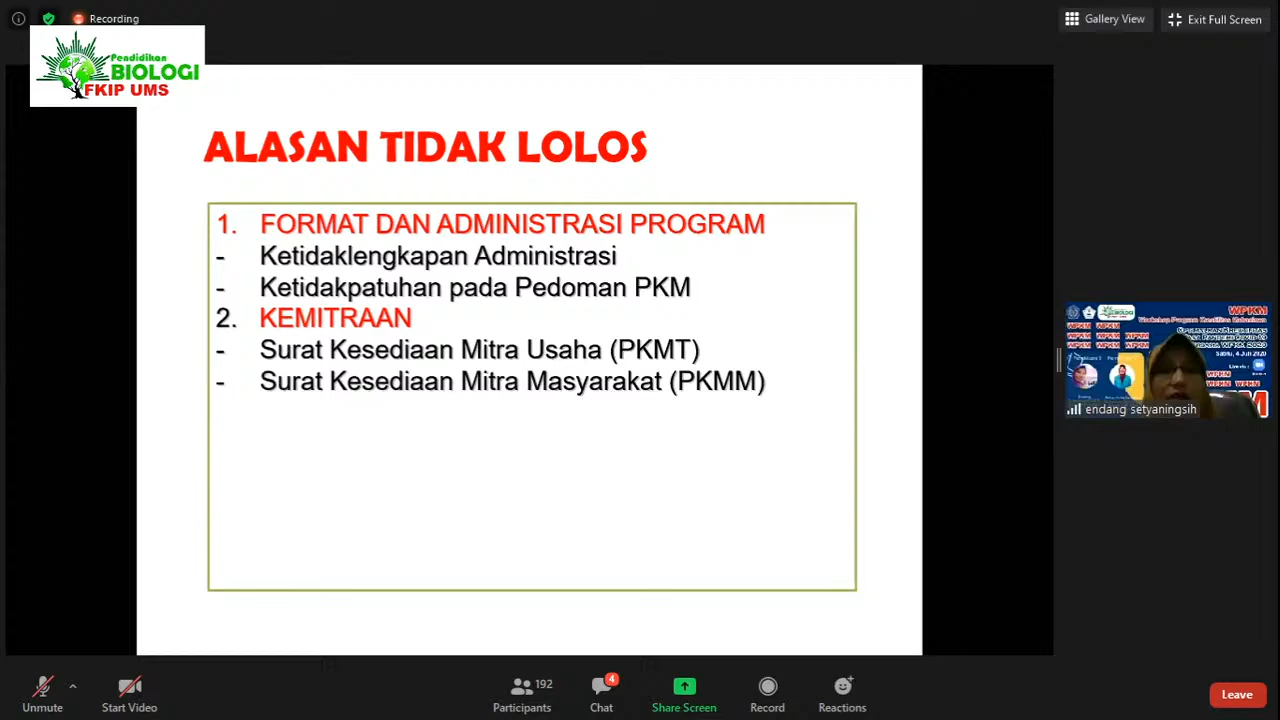 Recording
Gallery View
Exit Full Screen
Pendidikan
BIOLOGI
FKIP UMS
ALASAN TIDAK LOLOS
1. FORMAT DAN ADMINISTRASI PROGRAM
- Ketidaklengkapan Administrasi
- Ketidakpatuhan pada Pedoman PKM
2. KEMITRAAN
- Surat Kesediaan Mitra Usaha (PKMT)
- Surat Kesediaan Mitra Masyarakat (PKMM)
WPKM
endang setyaningsih
Unmute
Start Video
192
Participants
4
Chat
Share Screen
Record
Reactions
Leave